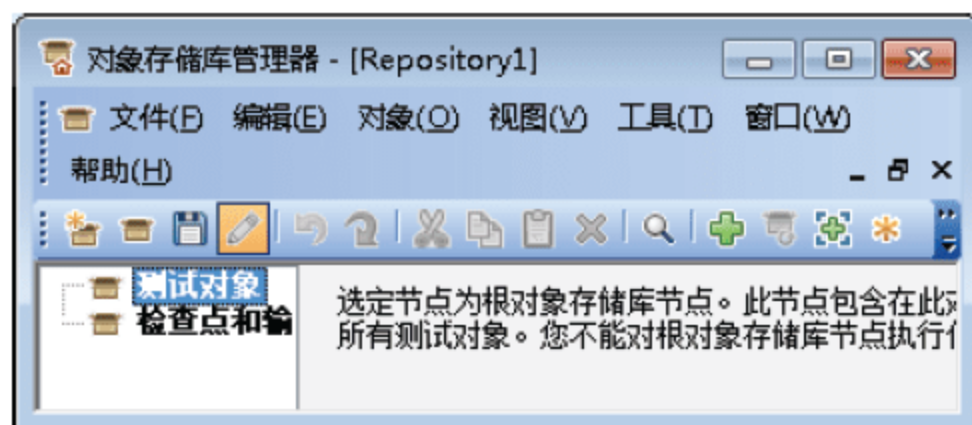 对象存储库管理器 - [Repository1]
文件(F) 编辑(E) 对象(O) 视图(V) 工具(T) 窗口(W)
帮助(H)
测试对象
检查点和输
选定节点为根对象存储库节点。此节点包含在此
所有测试对象。您不能对根对象存储库节点执行